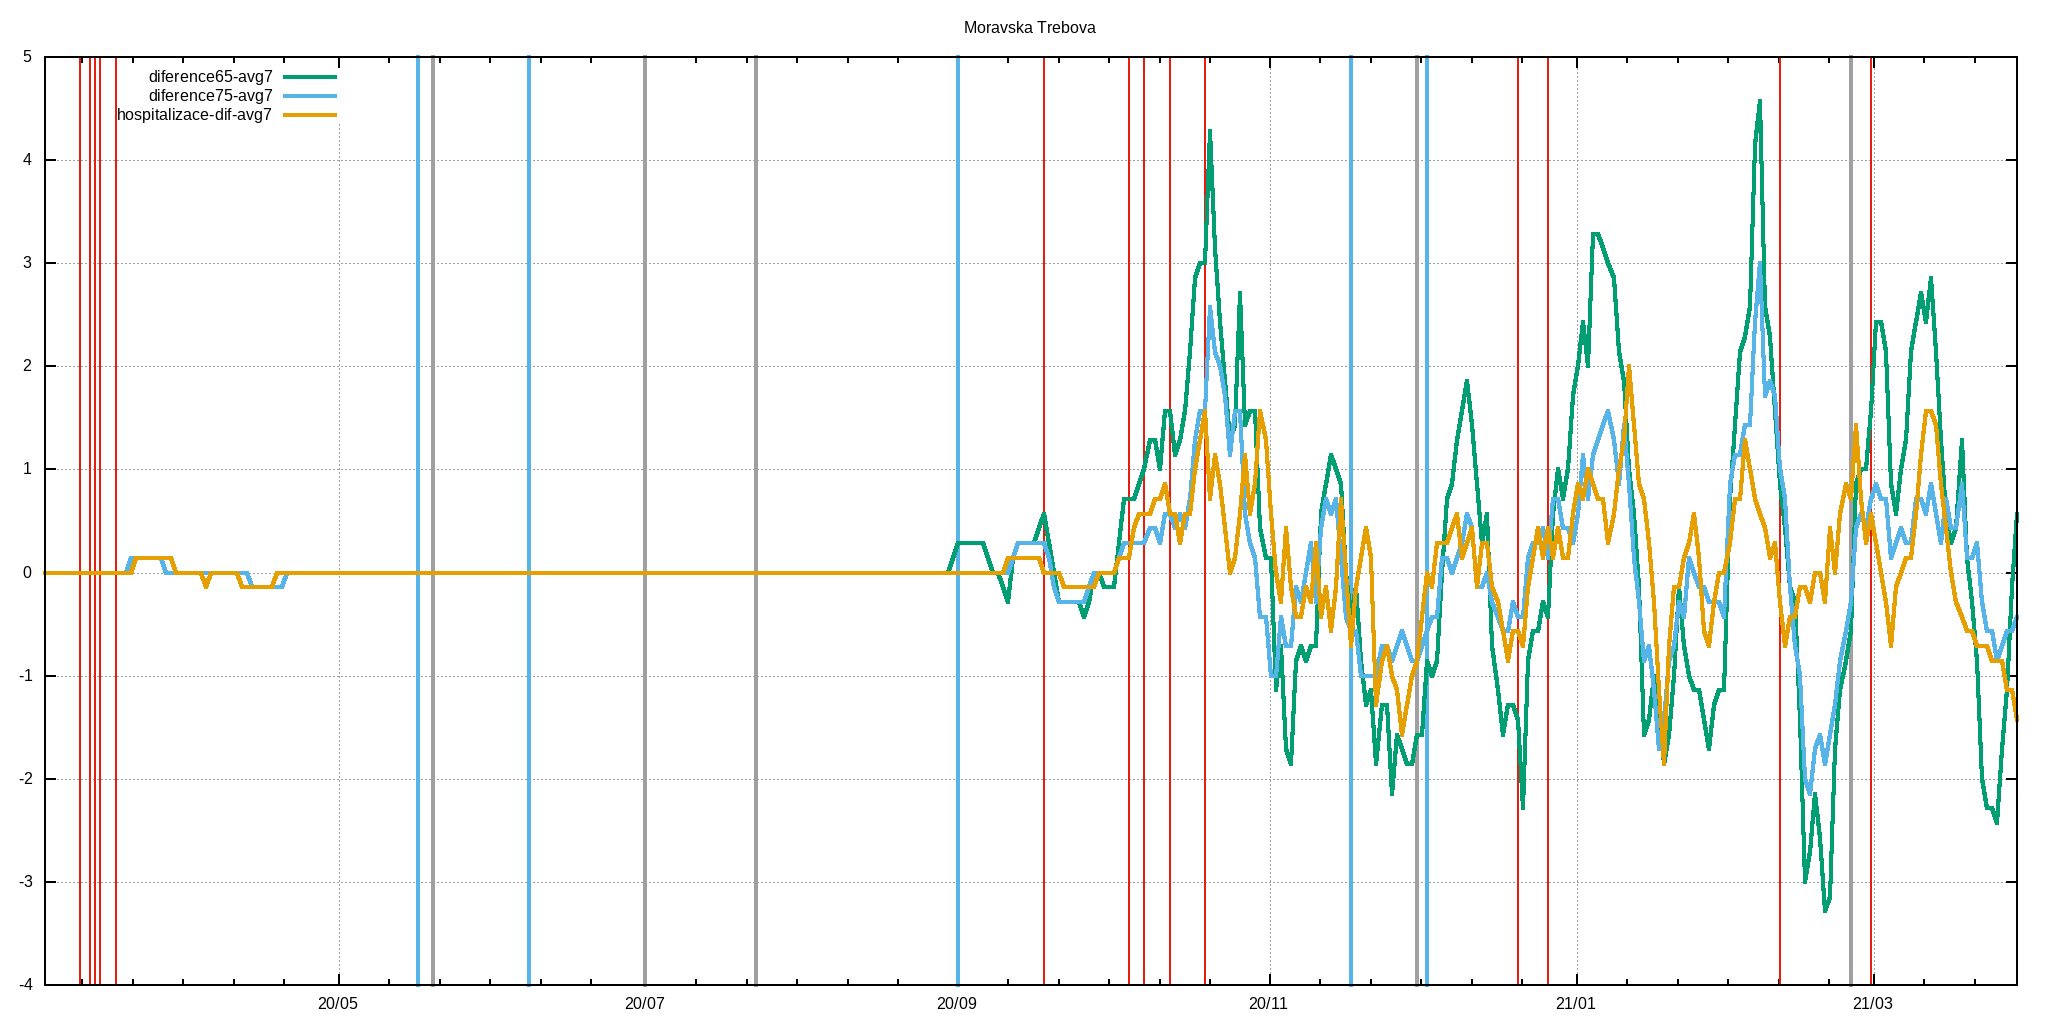 Moravska Trebova
diference65-avg7
diference75-avg7
hospitalizace-dif-avg7
5
4
3
2
1
0
-1
-2
-3
-4
20/05 20/07 20/09 20/11 21/01 21/03